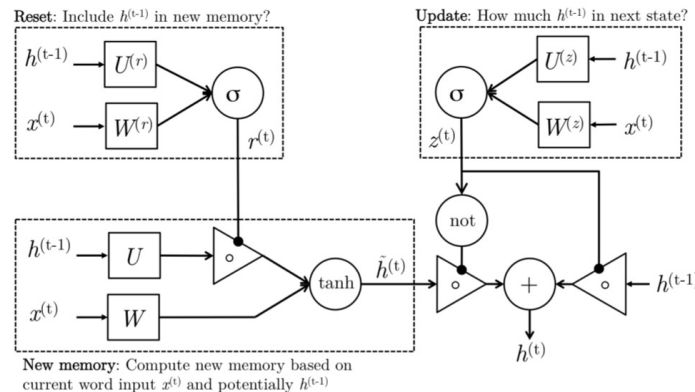 Reset: Include h⁽ᵗ⁻¹⁾ in new memory?
Update: How much h⁽ᵗ⁻¹⁾ in next state?
h⁽ᵗ⁻¹⁾ U⁽ʳ⁾
σ
x⁽ᵗ⁾ W⁽ʳ⁾
r⁽ᵗ⁾
U⁽ᶻ⁾ h⁽ᵗ⁻¹⁾
σ
W⁽ᶻ⁾ x⁽ᵗ⁾
z⁽ᵗ⁾
not
h⁽ᵗ⁻¹⁾ U ∘
tanh h̃⁽ᵗ⁾ ∘ + ∘ h⁽ᵗ⁻¹
x⁽ᵗ⁾ W
h⁽ᵗ⁾
New memory: Compute new memory based on
current word input x⁽ᵗ⁾ and potentially h⁽ᵗ⁻¹⁾